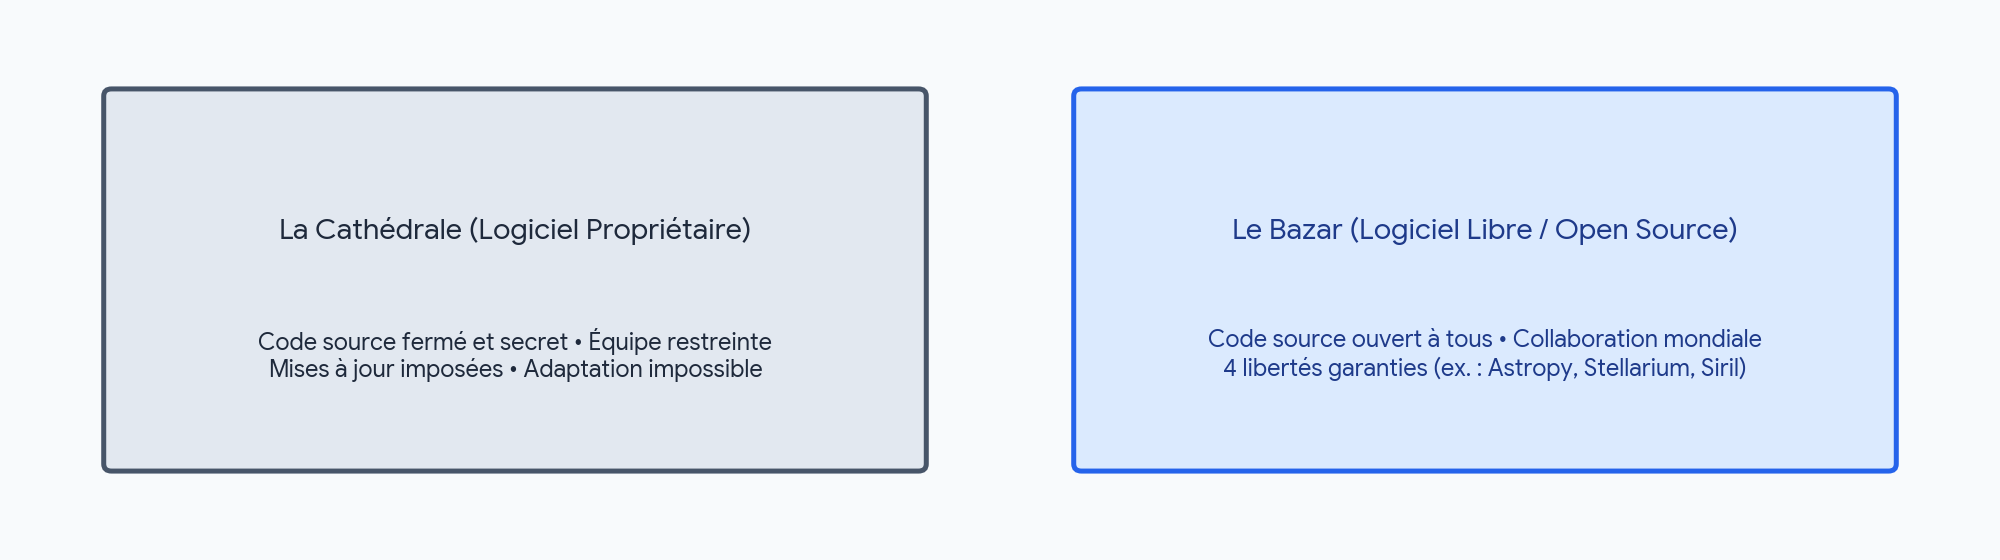 La Cathédrale (Logiciel Propriétaire)
Code source fermé et secret • Équipe restreinte
Mises à jour imposées • Adaptation impossible
Le Bazar (Logiciel Libre / Open Source)
Code source ouvert à tous • Collaboration mondiale
4 libertés garanties (ex. : Astropy, Stellarium, Siril)